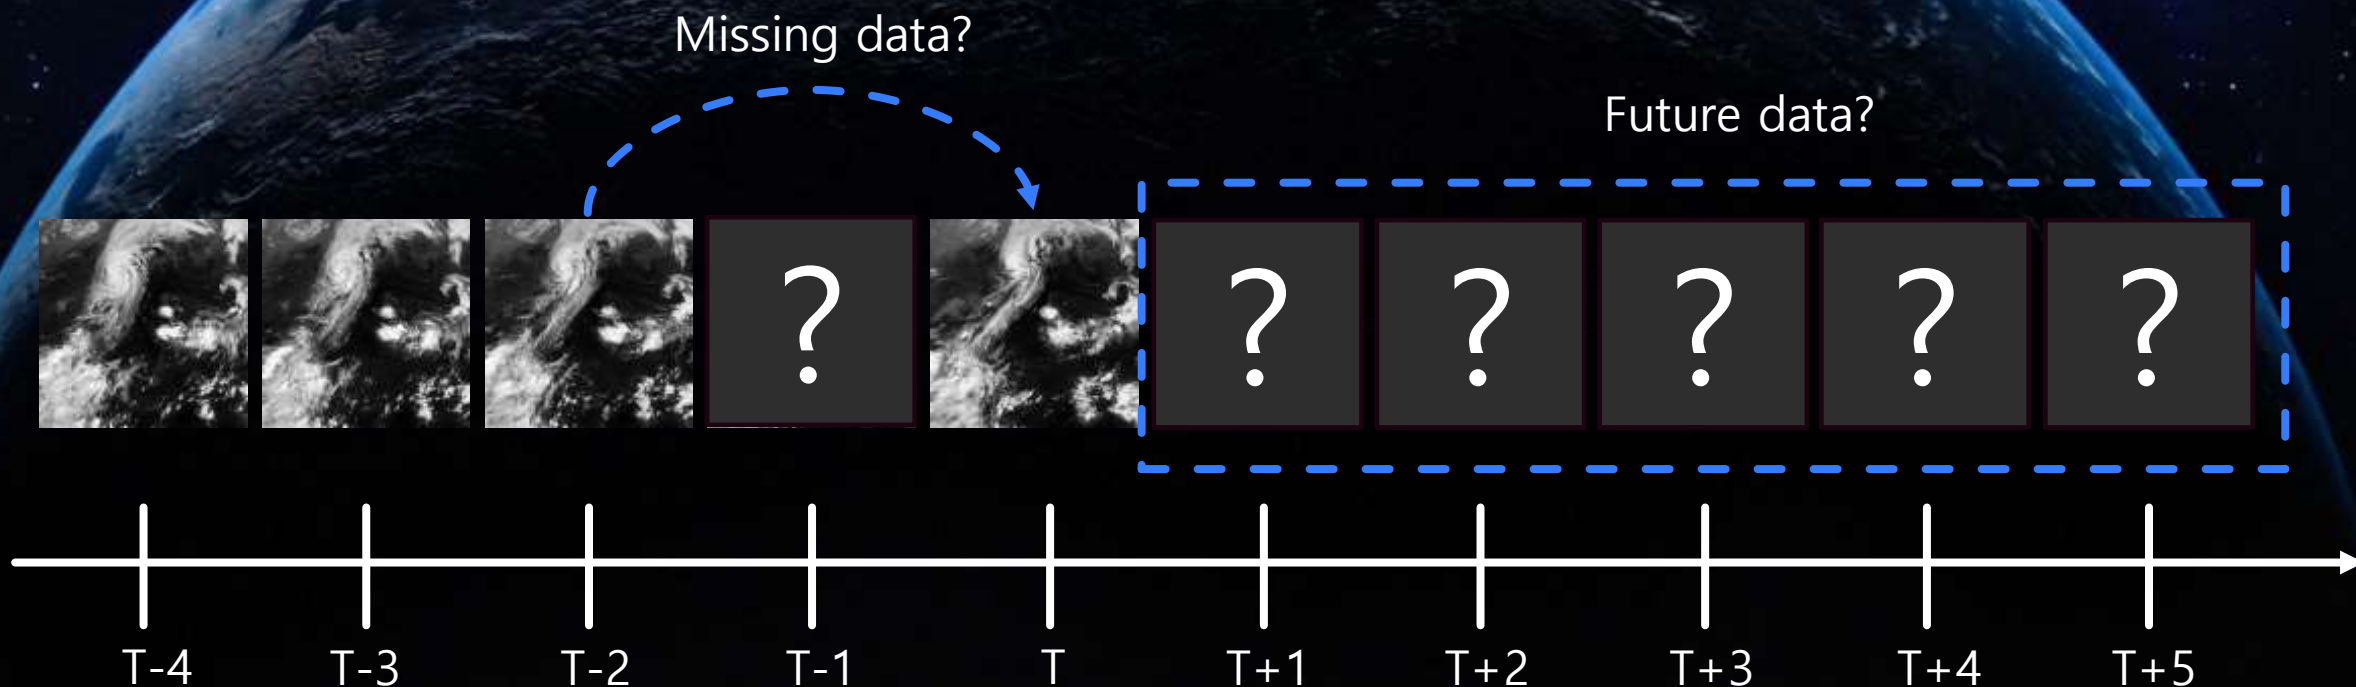 Missing data?
Future data?
? ? ? ? ? ?
T-4 T-3 T-2 T-1 T T+1 T+2 T+3 T+4 T+5